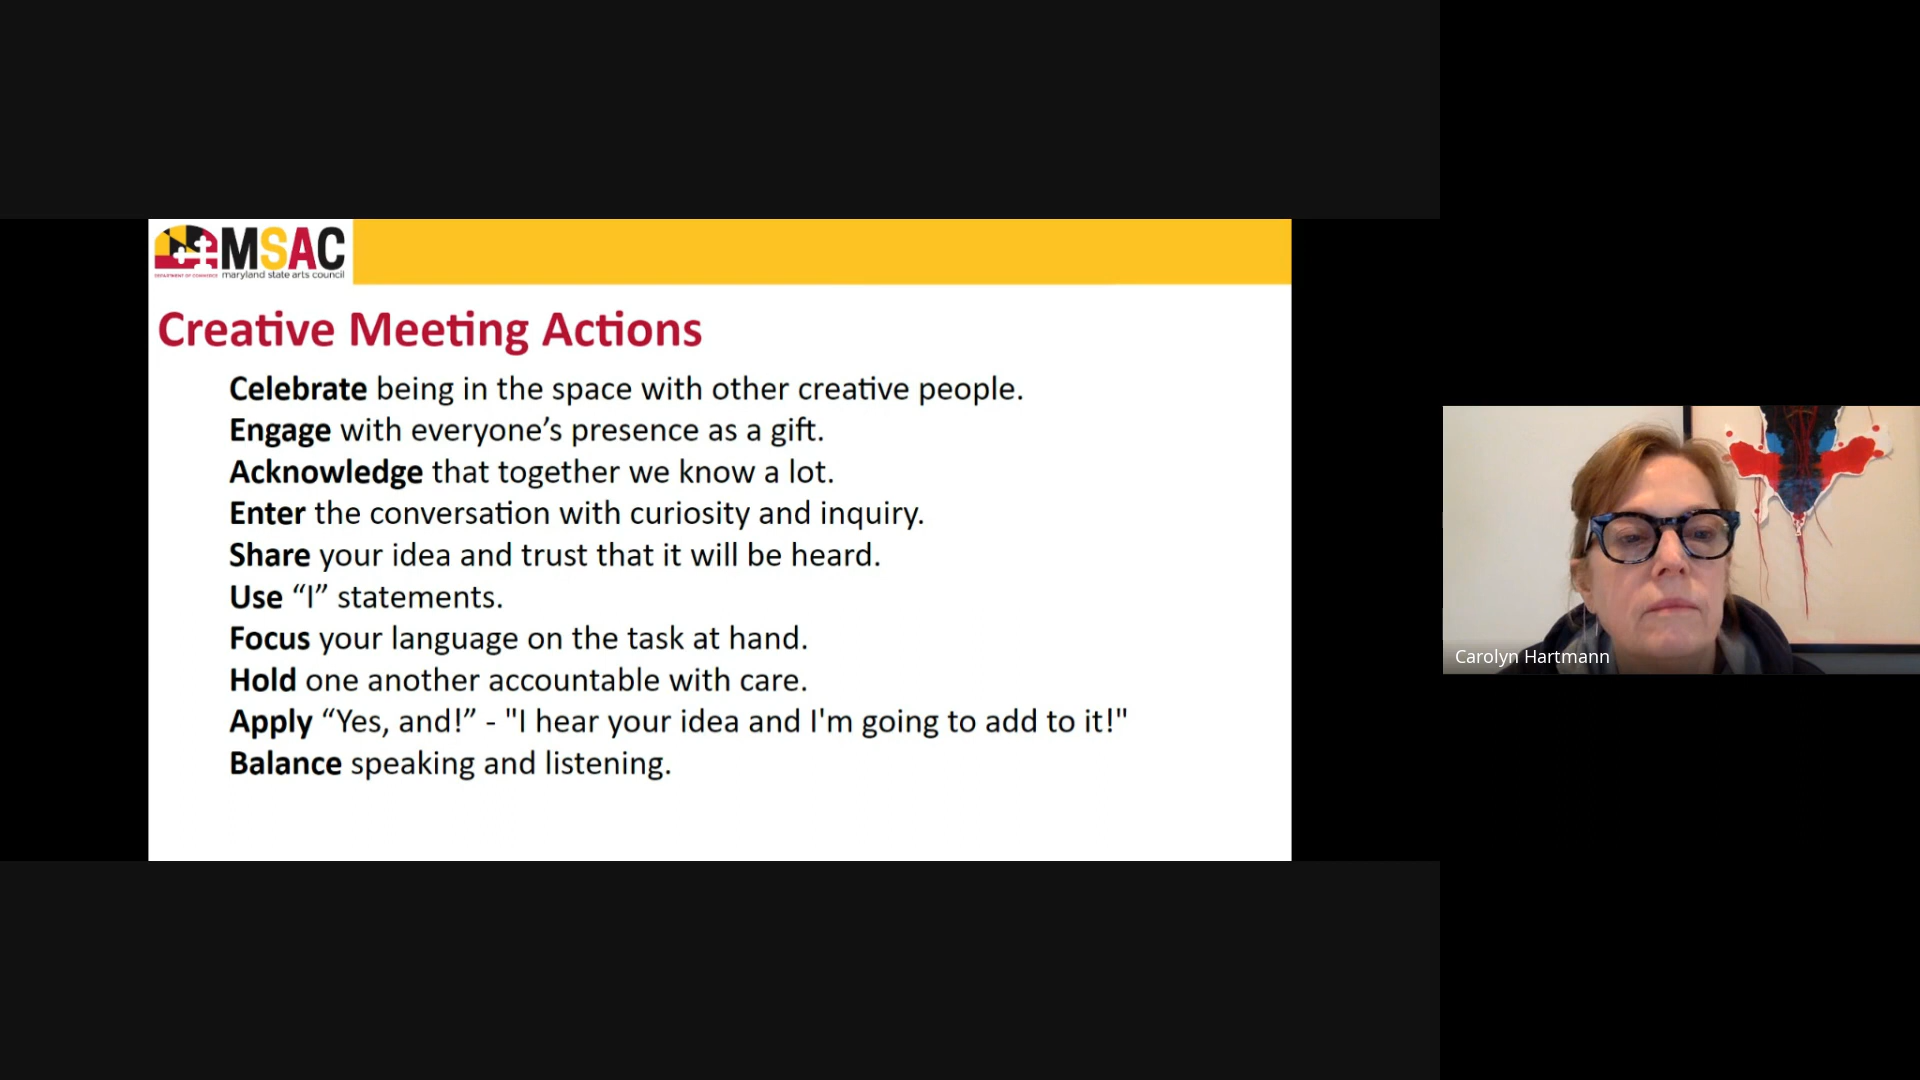 MSAC
DEPARTMENT OF COMMERCE maryland state arts council
Creative Meeting Actions
Celebrate being in the space with other creative people.
Engage with everyone’s presence as a gift.
Acknowledge that together we know a lot.
Enter the conversation with curiosity and inquiry.
Share your idea and trust that it will be heard.
Use “I” statements.
Focus your language on the task at hand.
Hold one another accountable with care.
Apply “Yes, and!” - "I hear your idea and I'm going to add to it!"
Balance speaking and listening.
Carolyn Hartmann